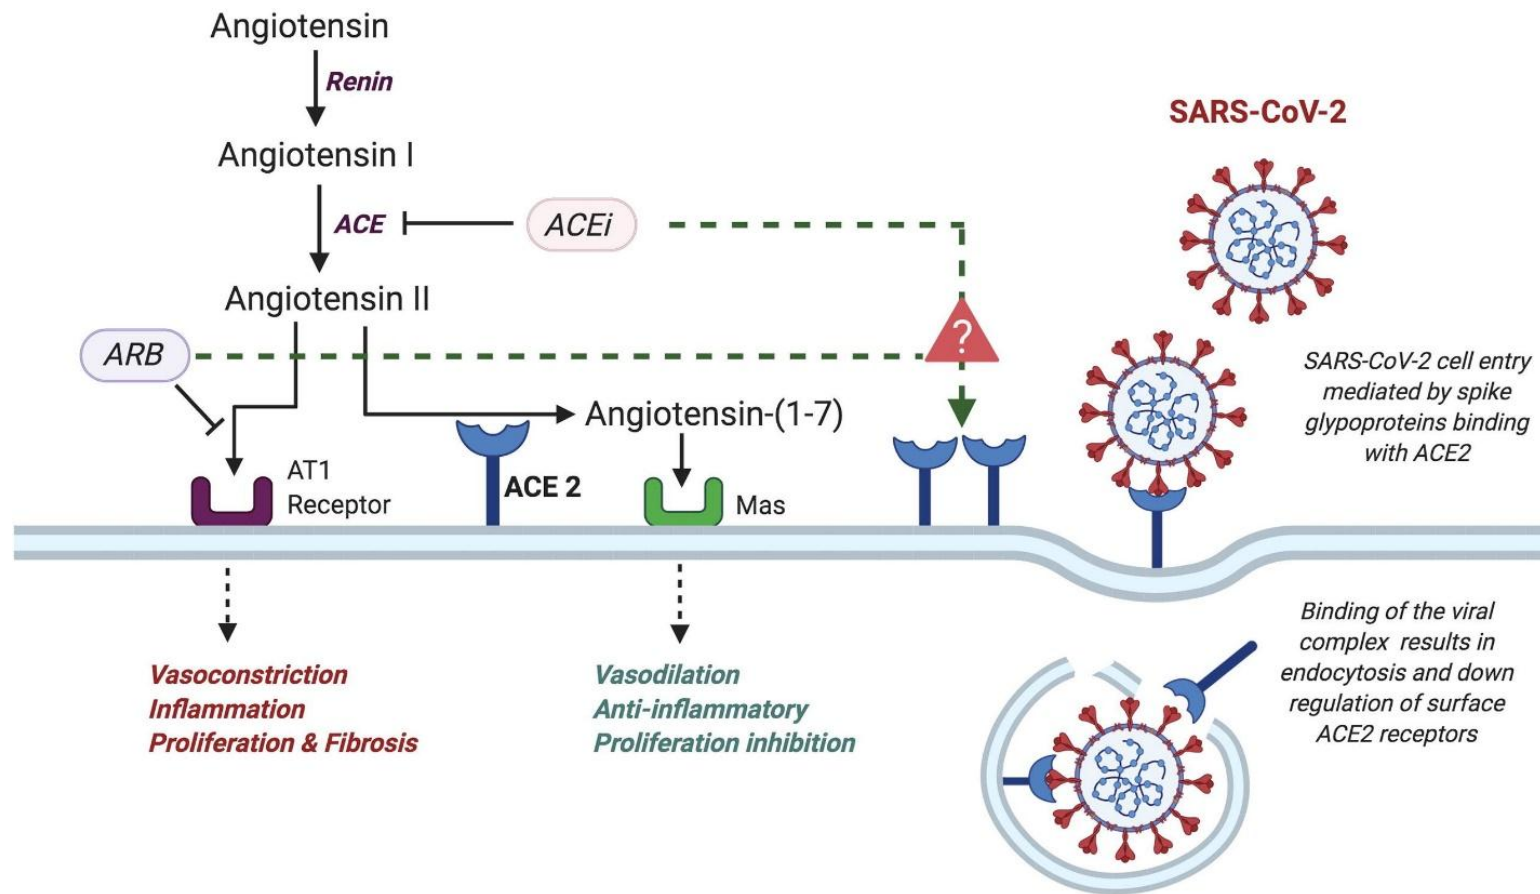 Angiotensin
Renin
Angiotensin I
ACE
ACEi
Angiotensin II
ARB
?
Angiotensin-(1-7)
AT1
Receptor
ACE 2
Mas
Vasoconstriction
Inflammation
Proliferation & Fibrosis
Vasodilation
Anti-inflammatory
Proliferation inhibition
SARS-CoV-2
SARS-CoV-2 cell entry
mediated by spike
glypoproteins binding
with ACE2
Binding of the viral
complex results in
endocytosis and down
regulation of surface
ACE2 receptors